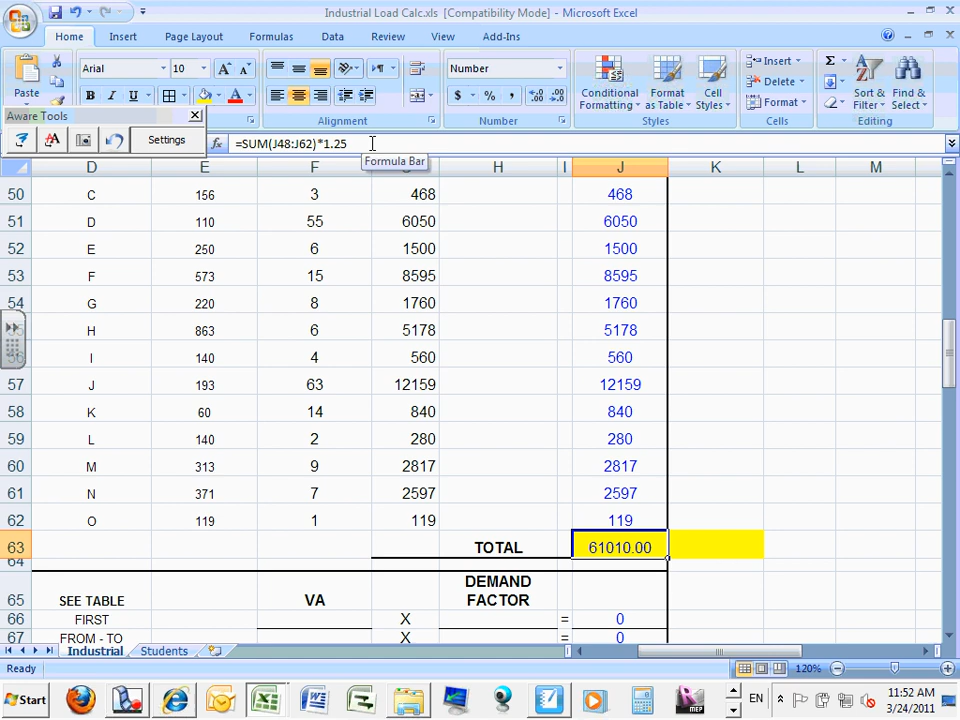 Industrial Load Calc.xls [Compatibility Mode] - Microsoft Excel
Home Insert Page Layout Formulas Data Review View Add-Ins
Paste Arial 10 A A Number Insert Σ
B I U A $ % , .00 Delete
Conditional Formatting Format as Table Cell Styles Format Sort & Filter Find & Select
Alignment Number Styles Cells Editing
Aware Tools
Settings
fx =SUM(J48:J62)*1.25
Formula Bar
D E F G H I J K L M
50 C 156 3 468 468
51 D 110 55 6050 6050
52 E 250 6 1500 1500
53 F 573 15 8595 8595
54 G 220 8 1760 1760
55 H 863 6 5178 5178
56 I 140 4 560 560
57 J 193 63 12159 12159
58 K 60 14 840 840
59 L 140 2 280 280
60 M 313 9 2817 2817
61 N 371 7 2597 2597
62 O 119 1 119 119
63 TOTAL 61010.00
64
65 SEE TABLE VA DEMAND FACTOR
66 FIRST X = 0
67 FROM - TO X = 0
Industrial Students
Ready 120%
Start MEP EN 11:52 AM
3/24/2011